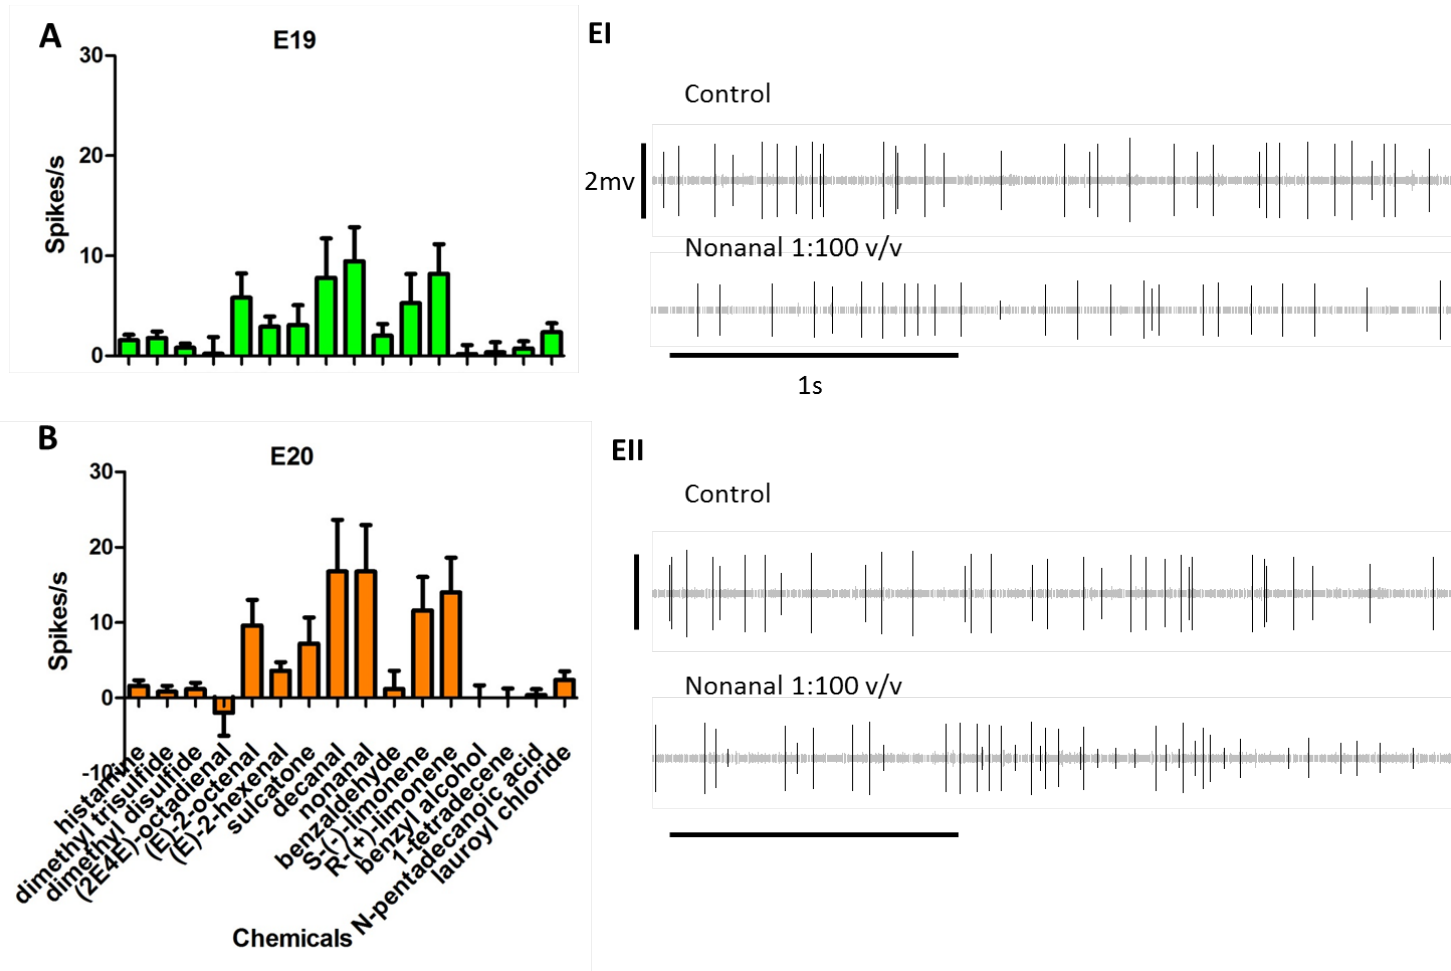 A
E19
30
20
10
0
Spikes/s
EI
Control
2mv
Nonanal 1:100 v/v
1s
B
E20
30
20
10
0
-10
Spikes/s
histamine
dimethyl trisulfide
dimethyl disulfide
(2E4E)-octadienal
(E)-2-octenal
(E)-2-hexenal
sulcatone
decanal
nonanal
benzaldehyde
S-(-)-limonene
R-(+)-limonene
benzyl alcohol
1-tetradecene
N-pentadecanoic acid
lauroyl chloride
Chemicals
EII
Control
Nonanal 1:100 v/v